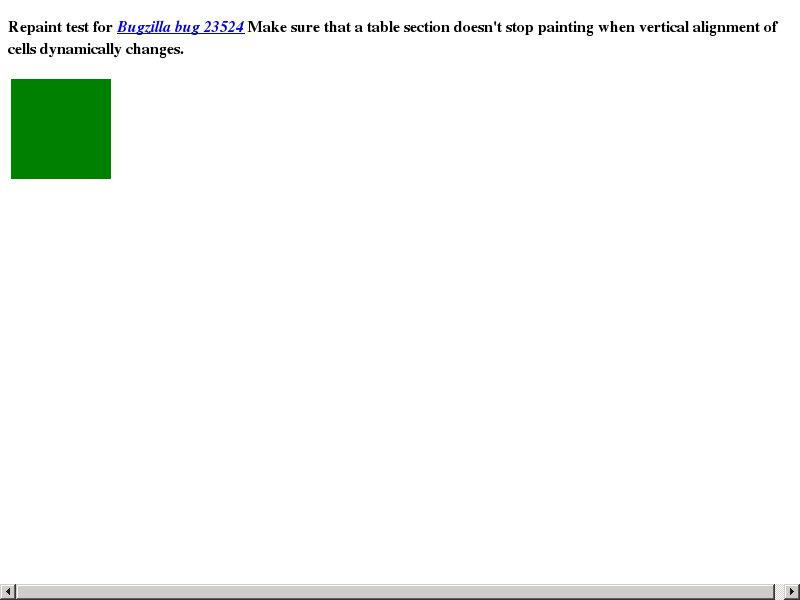 Repaint test for Bugzilla bug 23524 Make sure that a table section doesn't stop painting when vertical alignment of
cells dynamically changes.